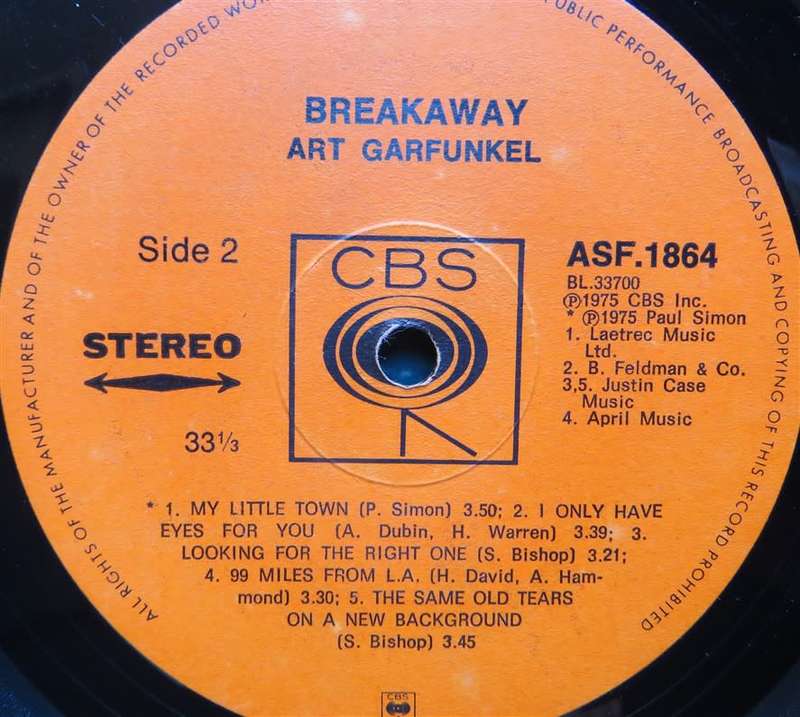 ALL RIGHTS OF THE MANUFACTURER AND OF THE OWNER OF THE RECORDED
PUBLIC PERFORMANCE BROADCASTING AND COPYING OF THIS RECORD PROHIBITED
BREAKAWAY
ART GARFUNKEL
Side 2
STEREO
33⅓
CBS
ASF.1864
BL.33700
Ⓟ1975 CBS Inc.
* Ⓟ1975 Paul Simon
1. Laetrec Music
Ltd.
2. B. Feldman & Co.
3,5. Justin Case
Music
4. April Music
* 1. MY LITTLE TOWN (P. Simon) 3.50; 2. I ONLY HAVE
EYES FOR YOU (A. Dubin, H. Warren) 3.39; 3.
LOOKING FOR THE RIGHT ONE (S. Bishop) 3.21;
4. 99 MILES FROM L.A. (H. David, A. Ham-
mond) 3.30; 5. THE SAME OLD TEARS
ON A NEW BACKGROUND
(S. Bishop) 3.45
CBS